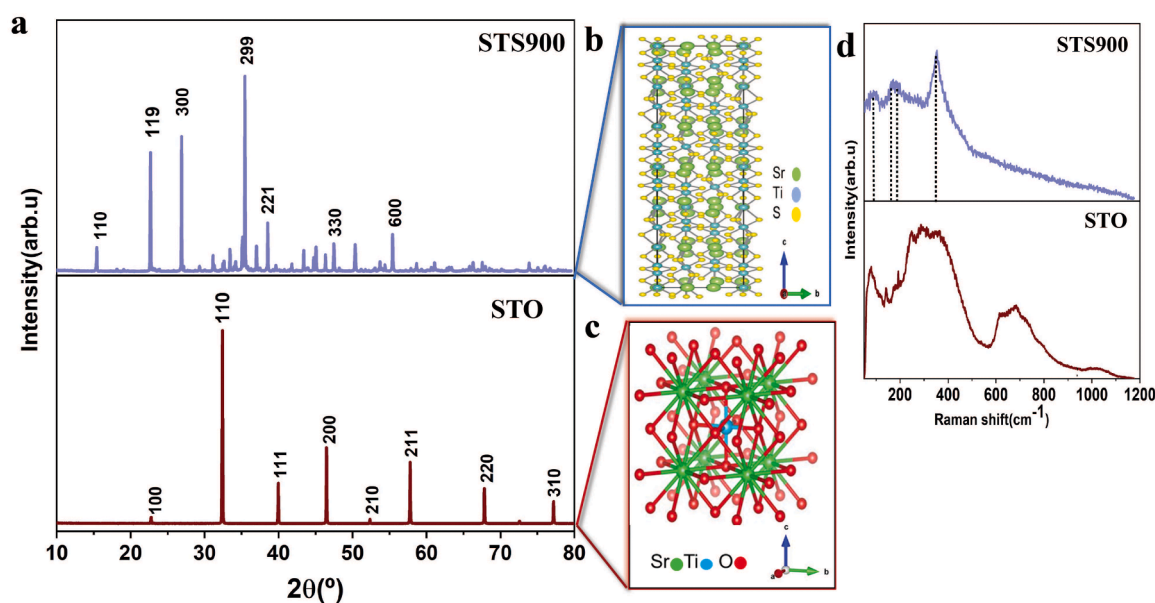 a
STS900
Intensity(arb.u)
110
119
300
299
221
330
600
STO
Intensity(arb.u)
100
110
111
200
210
211
220
310
10 20 30 40 50 60 70 80
2θ(º)
b
Sr
Ti
S
c
b
c
Sr Ti O
c
a
b
d
STS900
STO
Intensity(arb.u)
200 400 600 800 1000 1200
Raman shift(cm⁻¹)